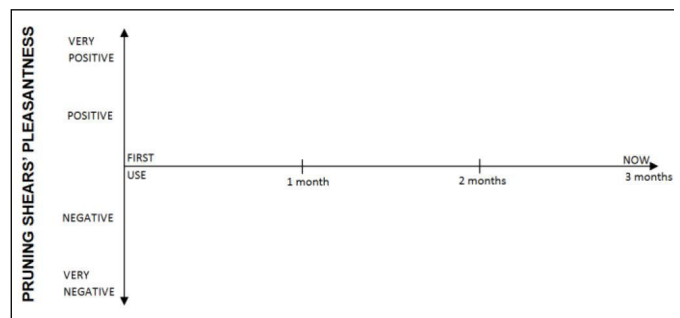 PRUNING SHEARS' PLEASANTNESS
VERY
POSITIVE
POSITIVE
FIRST
USE
NOW
1 month
2 months
3 months
NEGATIVE
VERY
NEGATIVE